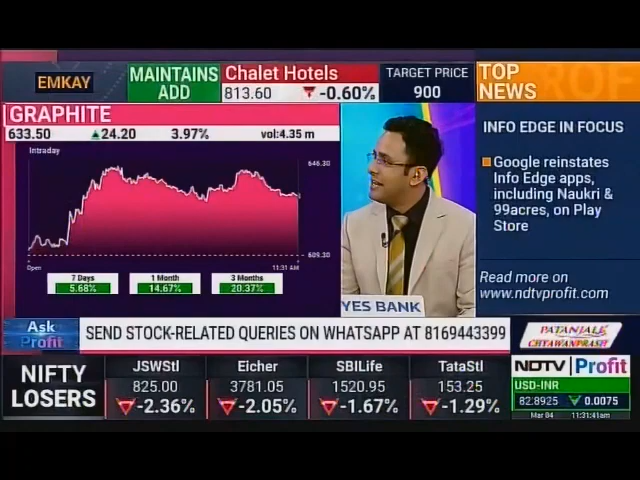 EMKAY
MAINTAINS
ADD
Chalet Hotels
813.60 -0.60%
TARGET PRICE
900
TOP
NEWS
GRAPHITE
633.50 24.20 3.97% vol:4.35 m
Intraday
646.30
609.30
Open 11:31 AM
7 Days
5.68%
1 Month
14.67%
3 Months
20.37%
YES BANK
INFO EDGE IN FOCUS
Google reinstates
Info Edge apps,
including Naukri &
99acres, on Play
Store
Read more on
www.ndtvprofit.com
Ask
Profit
SEND STOCK-RELATED QUERIES ON WHATSAPP AT 8169443399
PATANJALI
CHYAWANPRASH
NIFTY
LOSERS
JSWStl
825.00
-2.36%
Eicher
3781.05
-2.05%
SBILife
1520.95
-1.67%
TataStl
153.25
-1.29%
NDTV Profit
USD-INR
82.8925 0.0075
Mar 04 11:31:41am